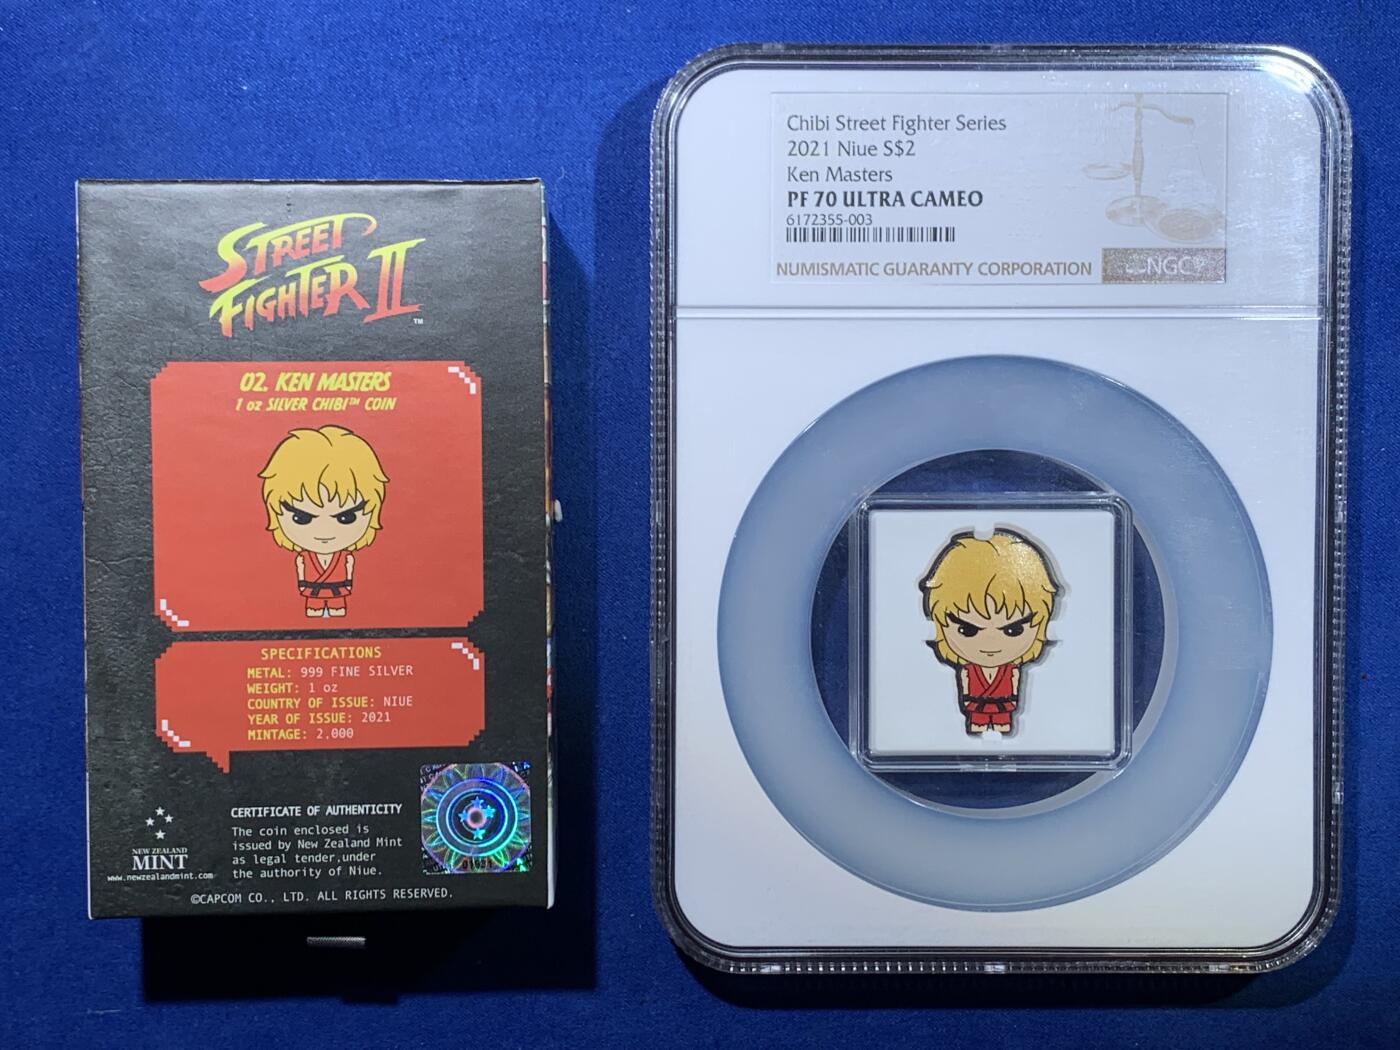 STREET
FIGHTER II
™
02. KEN MASTERS
1 oz SILVER CHIBI™ COIN
SPECIFICATIONS
METAL: 999 FINE SILVER
WEIGHT: 1 oz
COUNTRY OF ISSUE: NIUE
YEAR OF ISSUE: 2021
MINTAGE: 2,000
CERTIFICATE OF AUTHENTICITY
The coin enclosed is
issued by New Zealand Mint
as legal tender,under
the authority of Niue.
NEW ZEALAND
MINT
www.newzealandmint.com
©CAPCOM CO., LTD. ALL RIGHTS RESERVED.
Chibi Street Fighter Series
2021 Niue S$2
Ken Masters
PF 70 ULTRA CAMEO
6172355-003
NUMISMATIC GUARANTY CORPORATION
NGC